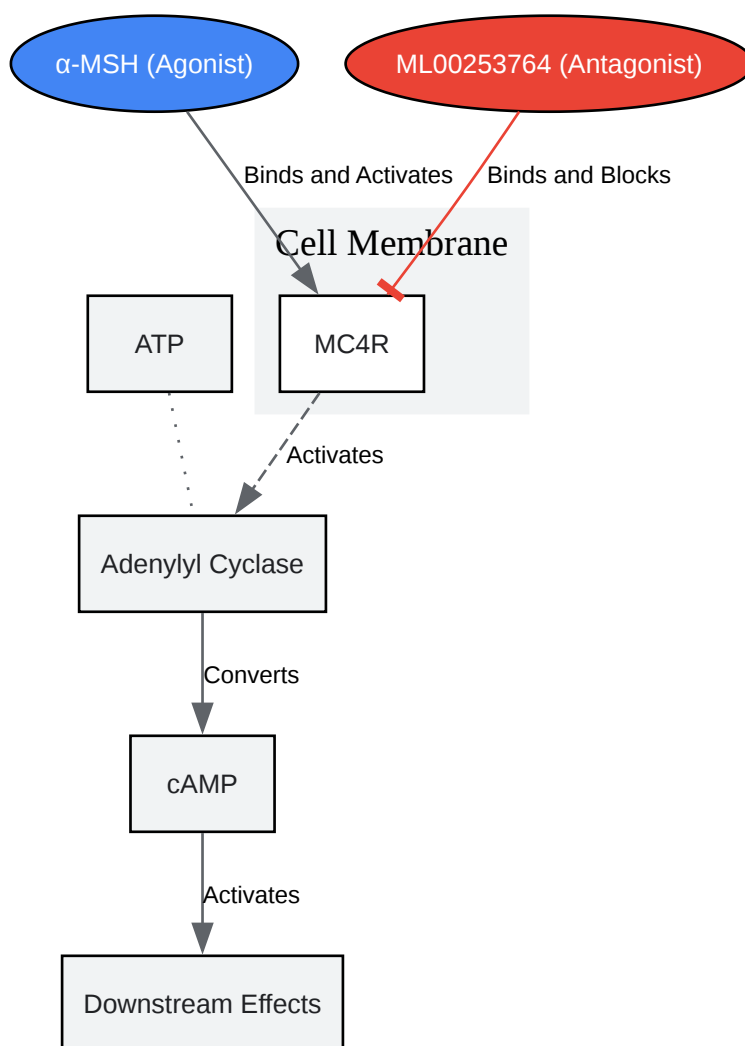 α-MSH (Agonist)
ML00253764 (Antagonist)
Binds and Activates
Binds and Blocks
Cell Membrane
ATP
MC4R
Activates
Adenylyl Cyclase
Converts
cAMP
Activates
Downstream Effects